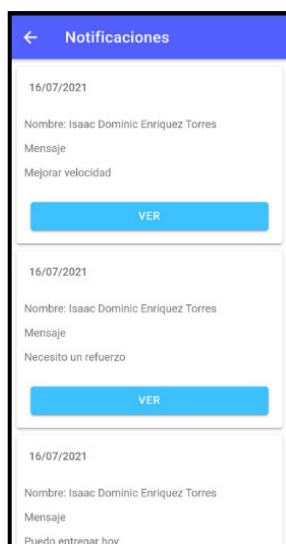 Notificaciones
16/07/2021
Nombre: Isaac Dominic Enriquez Torres
Mensaje
Mejorar velocidad
VER
16/07/2021
Nombre: Isaac Dominic Enriquez Torres
Mensaje
Necesito un refuerzo
VER
16/07/2021
Nombre: Isaac Dominic Enriquez Torres
Mensaje
Puedo entrenar hoy